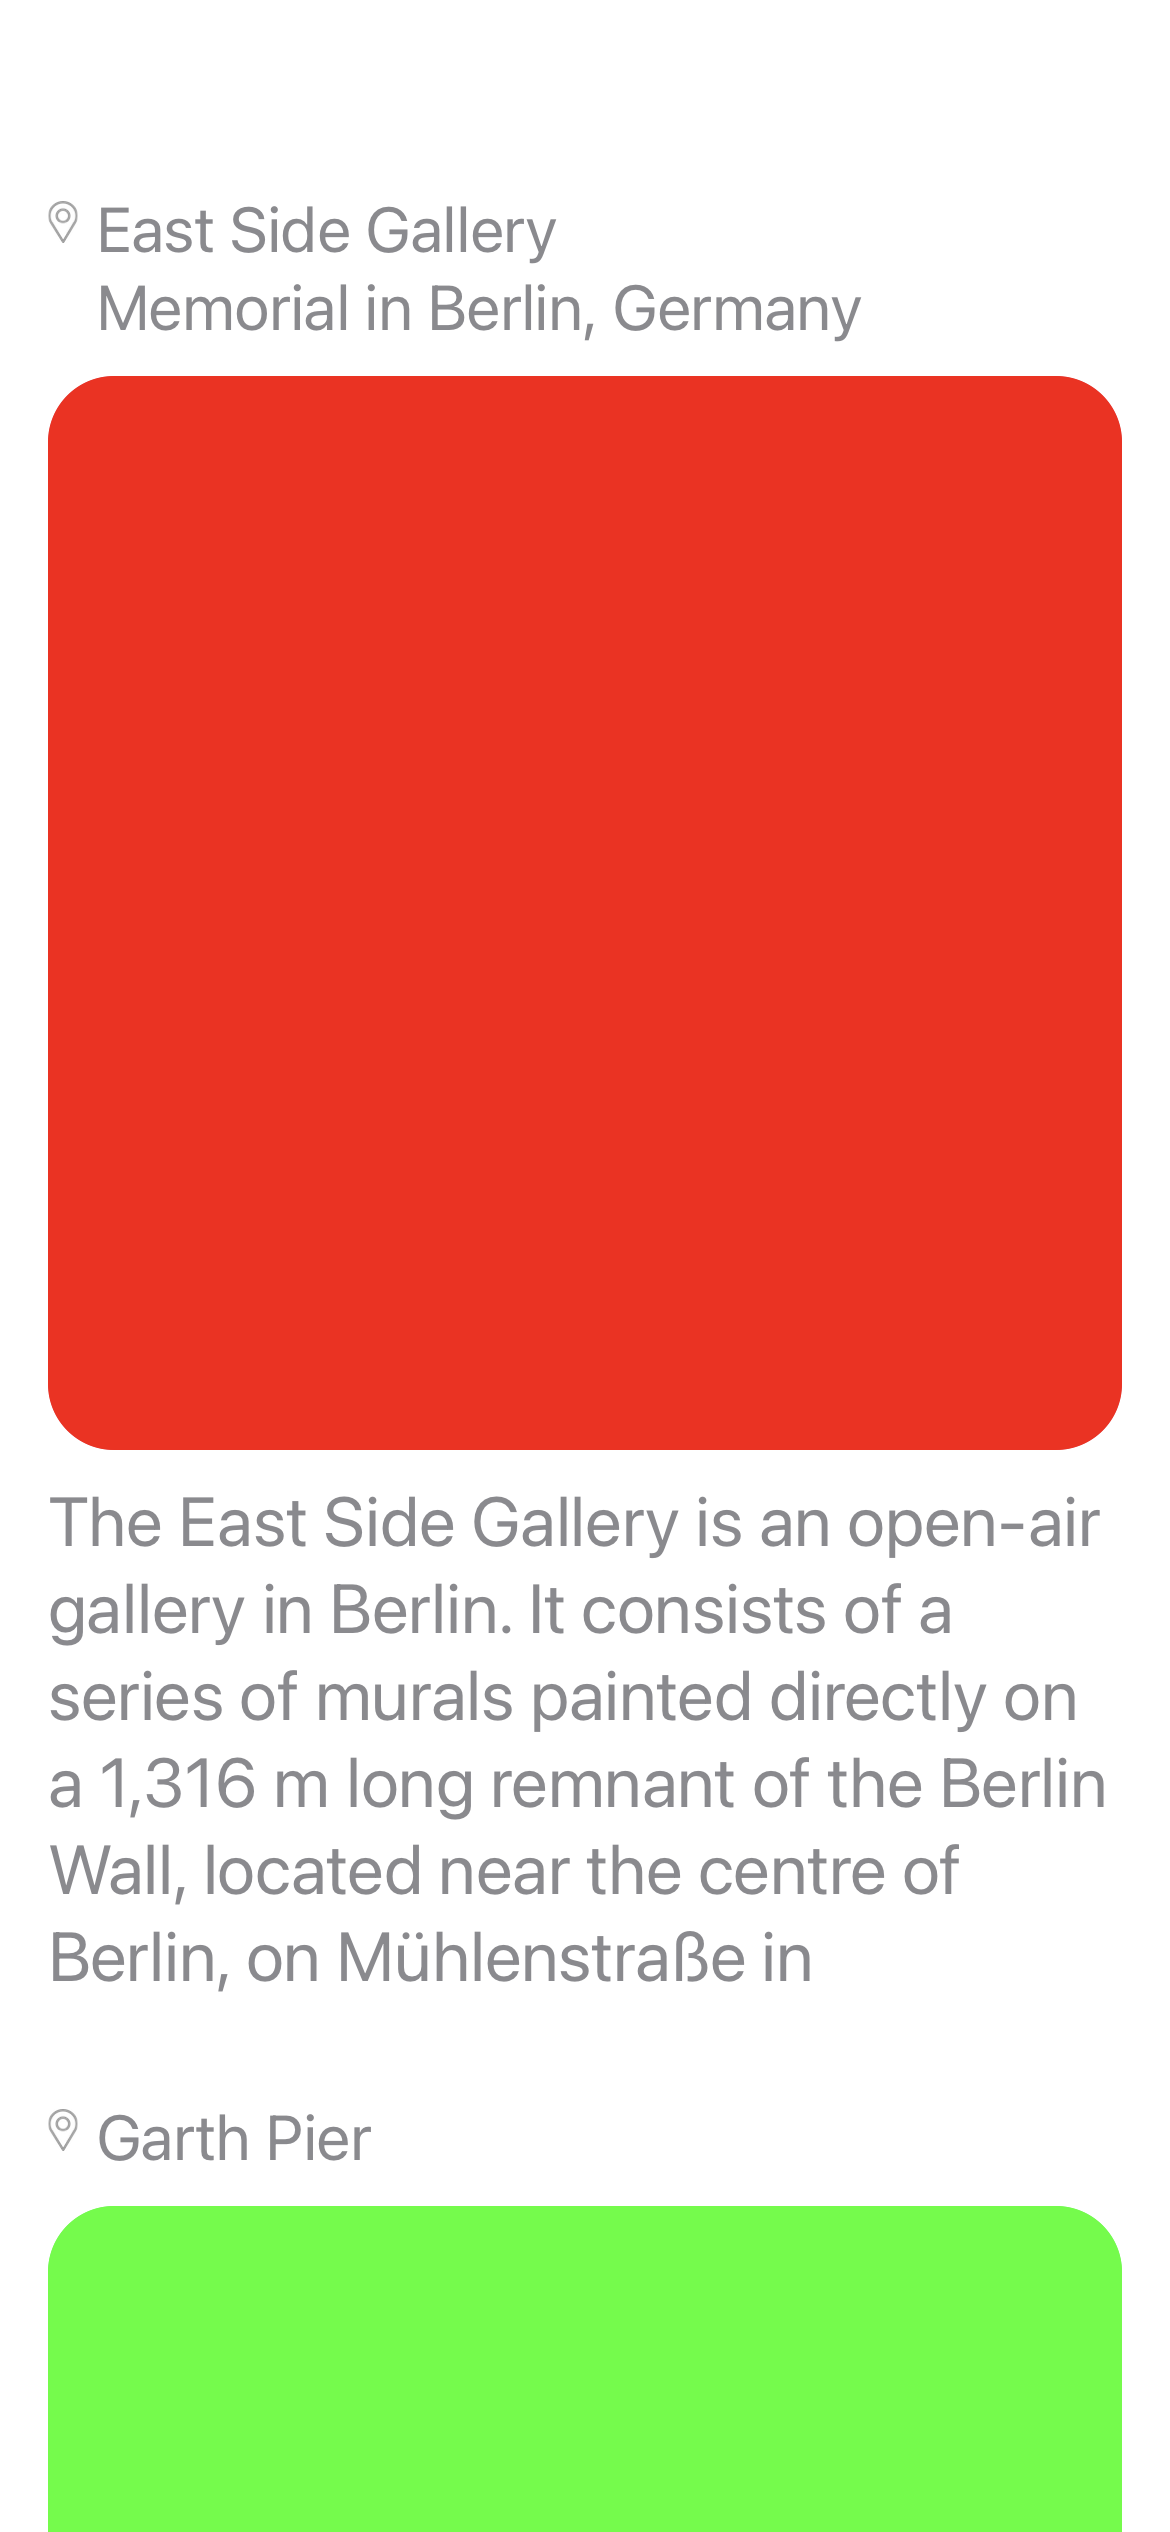 East Side Gallery
Memorial in Berlin, Germany
The East Side Gallery is an open-air
gallery in Berlin. It consists of a
series of murals painted directly on
a 1,316 m long remnant of the Berlin
Wall, located near the centre of
Berlin, on Mühlenstraße in
Garth Pier